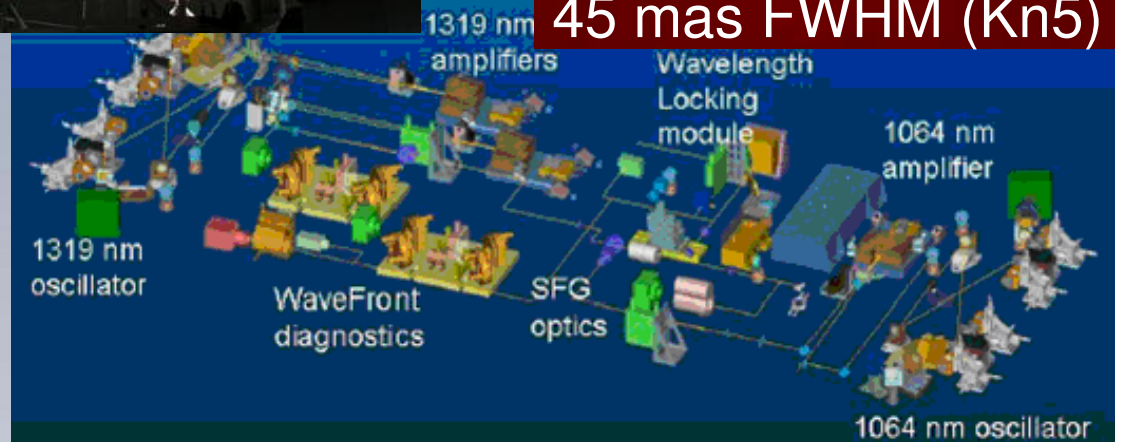 45 mas FWHM (Kn5)
1319 nm
amplifiers
Wavelength
Locking
module
1064 nm
amplifier
1319 nm
oscillator
WaveFront
diagnostics
SFG
optics
1064 nm oscillator